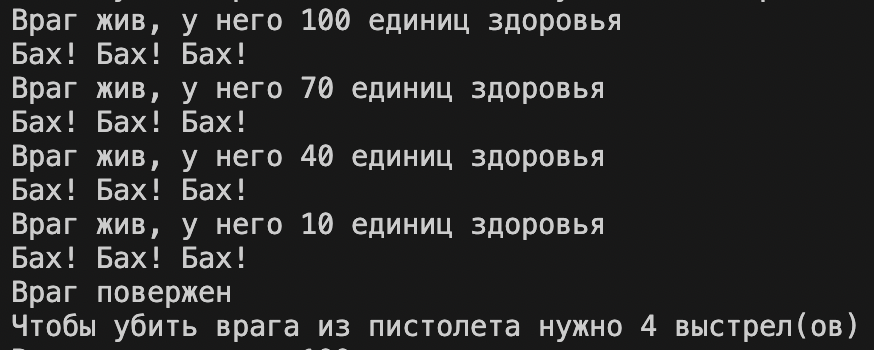 Враг жив, у него 100 единиц здоровья
Бах! Бах! Бах!
Враг жив, у него 70 единиц здоровья
Бах! Бах! Бах!
Враг жив, у него 40 единиц здоровья
Бах! Бах! Бах!
Враг жив, у него 10 единиц здоровья
Бах! Бах! Бах!
Враг повержен
Чтобы убить врага из пистолета нужно 4 выстрел(ов)